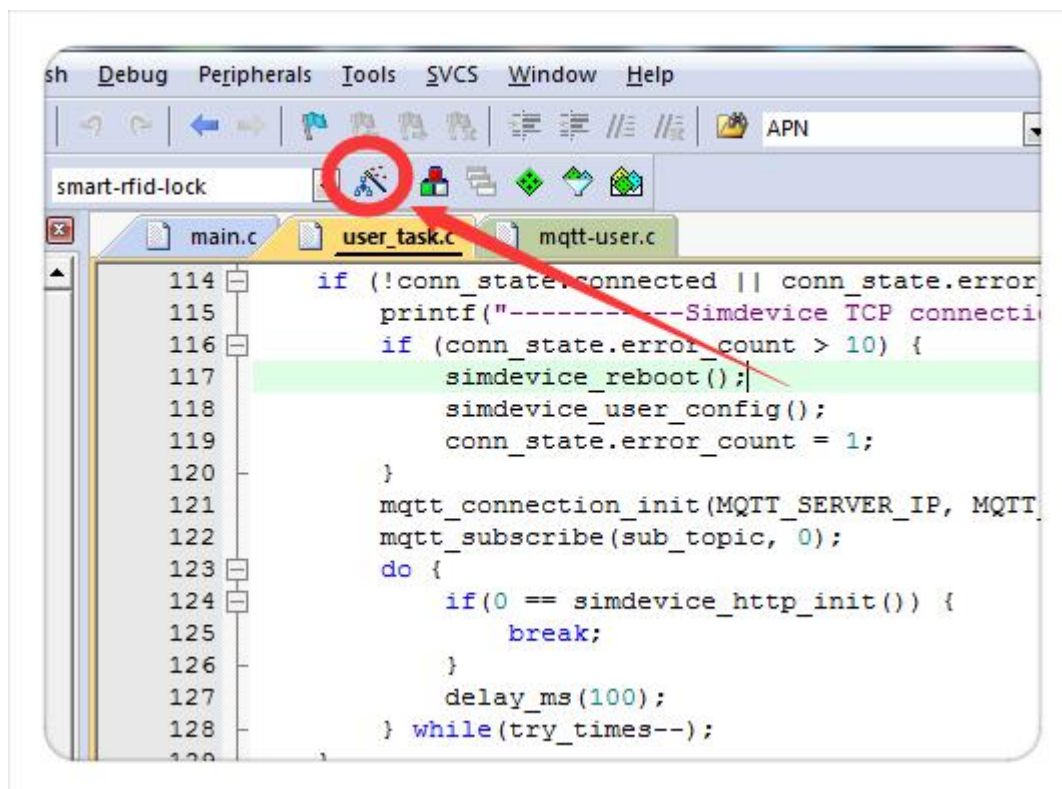 sh Debug Peripherals Tools SVCS Window Help
APN
smart-rfid-lock
main.c user_task.c mqtt-user.c
114 if (!conn_state.connected || conn_state.error_
115 printf("-----------Simdevice TCP connecti
116 if (conn_state.error_count > 10) {
117 simdevice_reboot();
118 simdevice_user_config();
119 conn_state.error_count = 1;
120 }
121 mqtt_connection_init(MQTT_SERVER_IP, MQTT_
122 mqtt_subscribe(sub_topic, 0);
123 do {
124 if(0 == simdevice_http_init()) {
125 break;
126 }
127 delay_ms(100);
128 } while(try_times--);